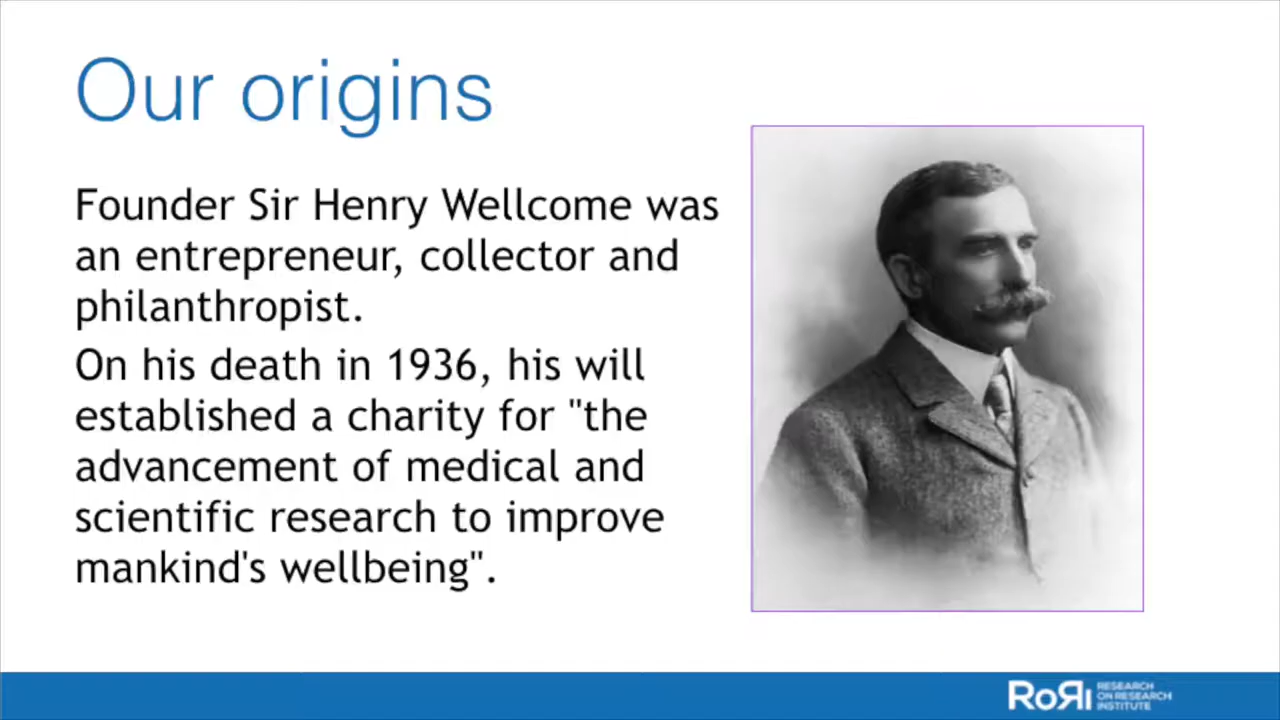 Our origins
Founder Sir Henry Wellcome was
an entrepreneur, collector and
philanthropist.
On his death in 1936, his will
established a charity for "the
advancement of medical and
scientific research to improve
mankind's wellbeing".
RoRI
RESEARCH
ON RESEARCH
INSTITUTE